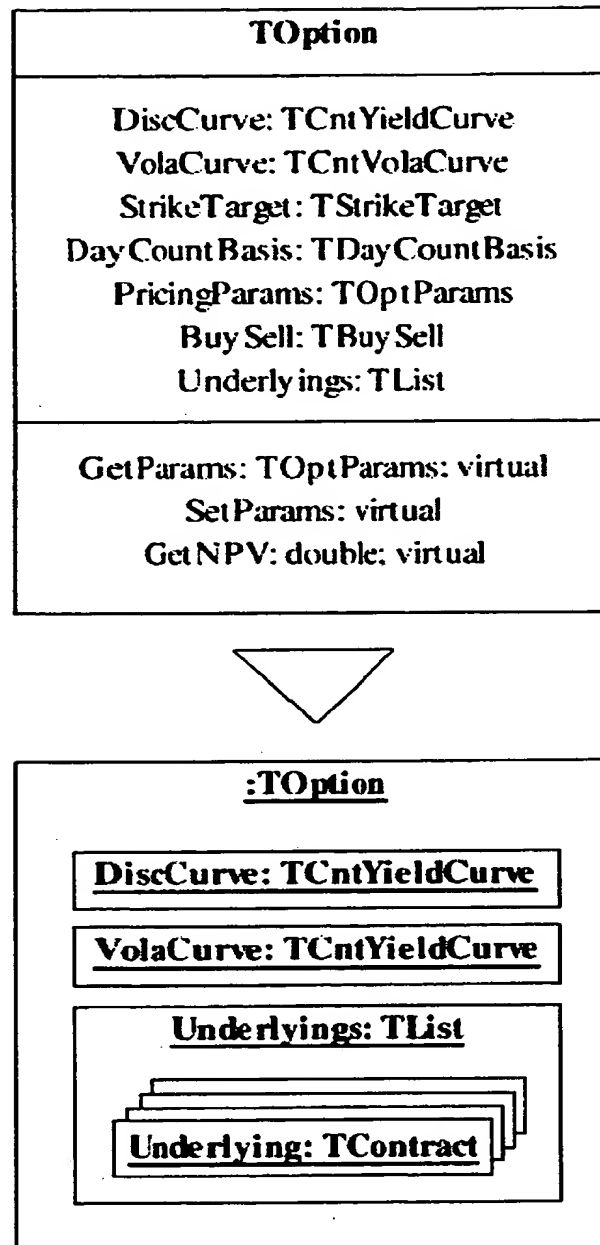 TOption
DiscCurve: TCntYieldCurve
VolaCurve: TCntVolaCurve
StrikeTarget: TStrikeTarget
DayCountBasis: TDayCountBasis
PricingParams: TOptParams
BuySell: TBuySell
Underlyings: TList
GetParams: TOptParams; virtual
SetParams: virtual
GetNPV: double; virtual
:TOption
DiscCurve: TCntYieldCurve
VolaCurve: TCntYieldCurve
Underlyings: TList
Underlying: TContract